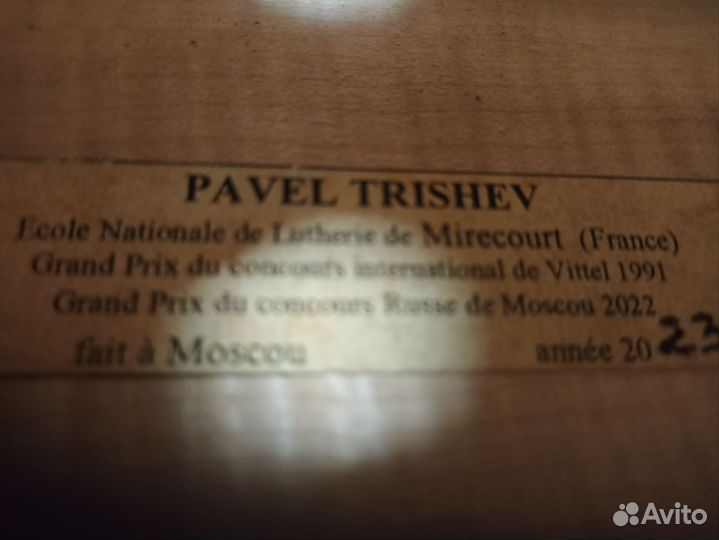 PAVEL TRISHEV
Ecole Nationale de Lutherie de Mirecourt (France)
Grand Prix du concours international de Vittel 1991
Grand Prix du concours Russe de Moscou 2022
fait à Moscou année 2023
Avito